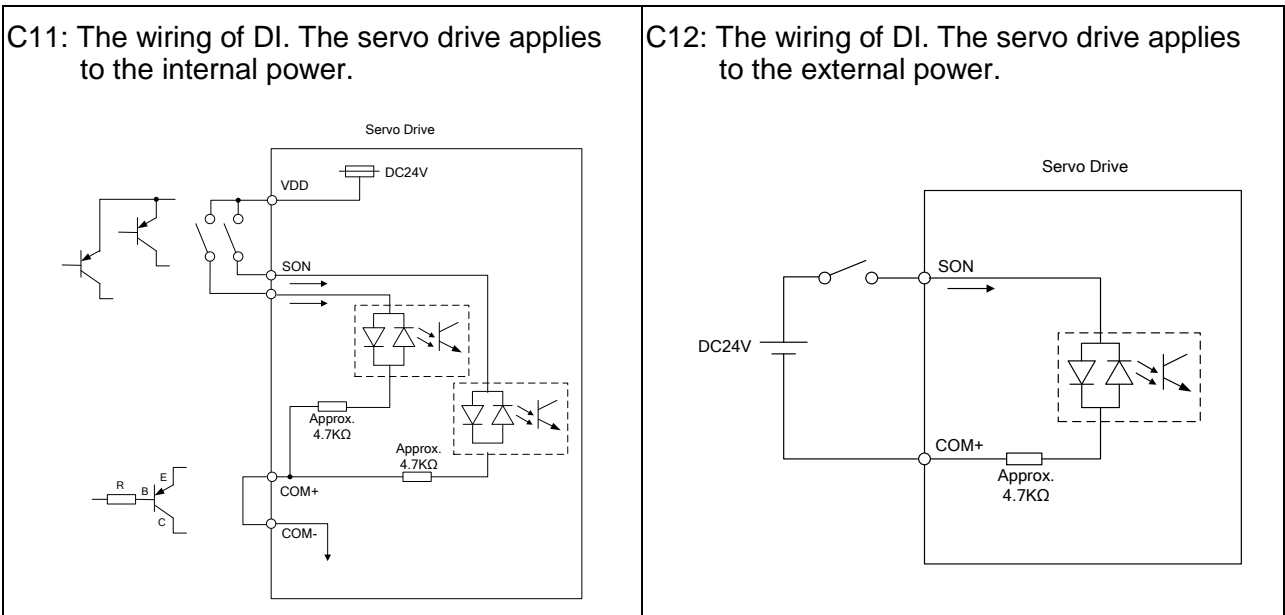 C11: The wiring of DI. The servo drive applies
to the internal power.
Servo Drive
VDD
DC24V
SON
Approx.
4.7KΩ
Approx.
4.7KΩ
COM+
COM-
R
B
E
C
C12: The wiring of DI. The servo drive applies
to the external power.
Servo Drive
SON
DC24V
COM+
Approx.
4.7KΩ